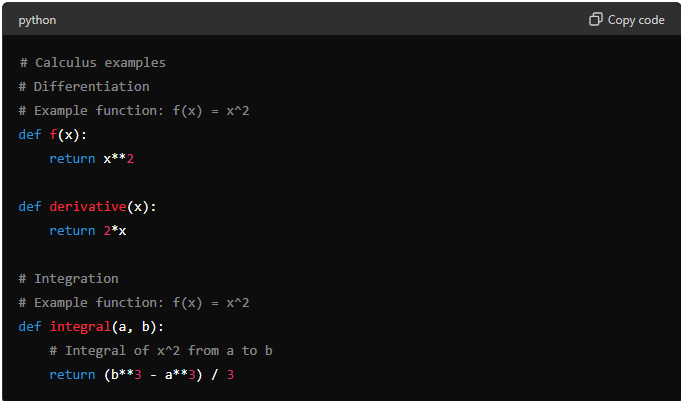 python
Copy code
# Calculus examples
# Differentiation
# Example function: f(x) = x^2
def f(x):
    return x**2
def derivative(x):
    return 2*x
# Integration
# Example function: f(x) = x^2
def integral(a, b):
    # Integral of x^2 from a to b
    return (b**3 - a**3) / 3